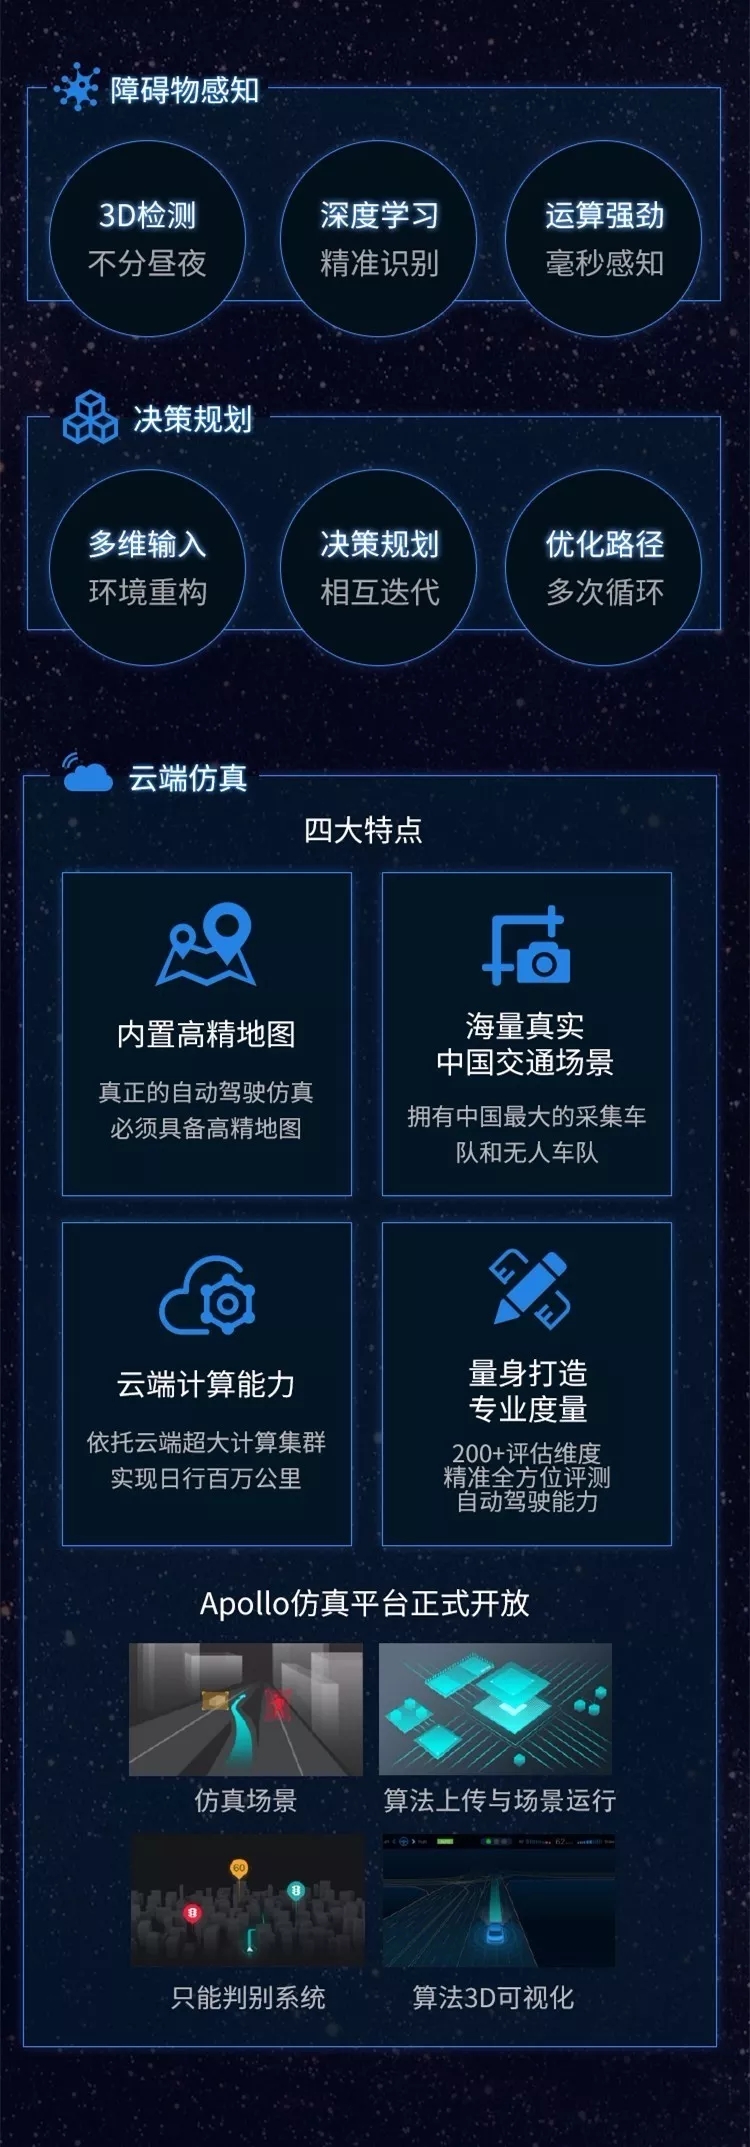 障碍物感知
3D检测
不分昼夜
深度学习
精准识别
运算强劲
毫秒感知
决策规划
多维输入
环境重构
决策规划
相互迭代
优化路径
多次循环
云端仿真
四大特点
内置高精地图
真正的自动驾驶仿真
必须具备高精地图
海量真实
中国交通场景
拥有中国最大的采集车
队和无人车队
云端计算能力
依托云端超大计算集群
实现日行百万公里
量身打造
专业度量
200+评估维度
精准全方位评测
自动驾驶能力
Apollo仿真平台正式开放
仿真场景
算法上传与场景运行
60
只能判别系统
算法3D可视化